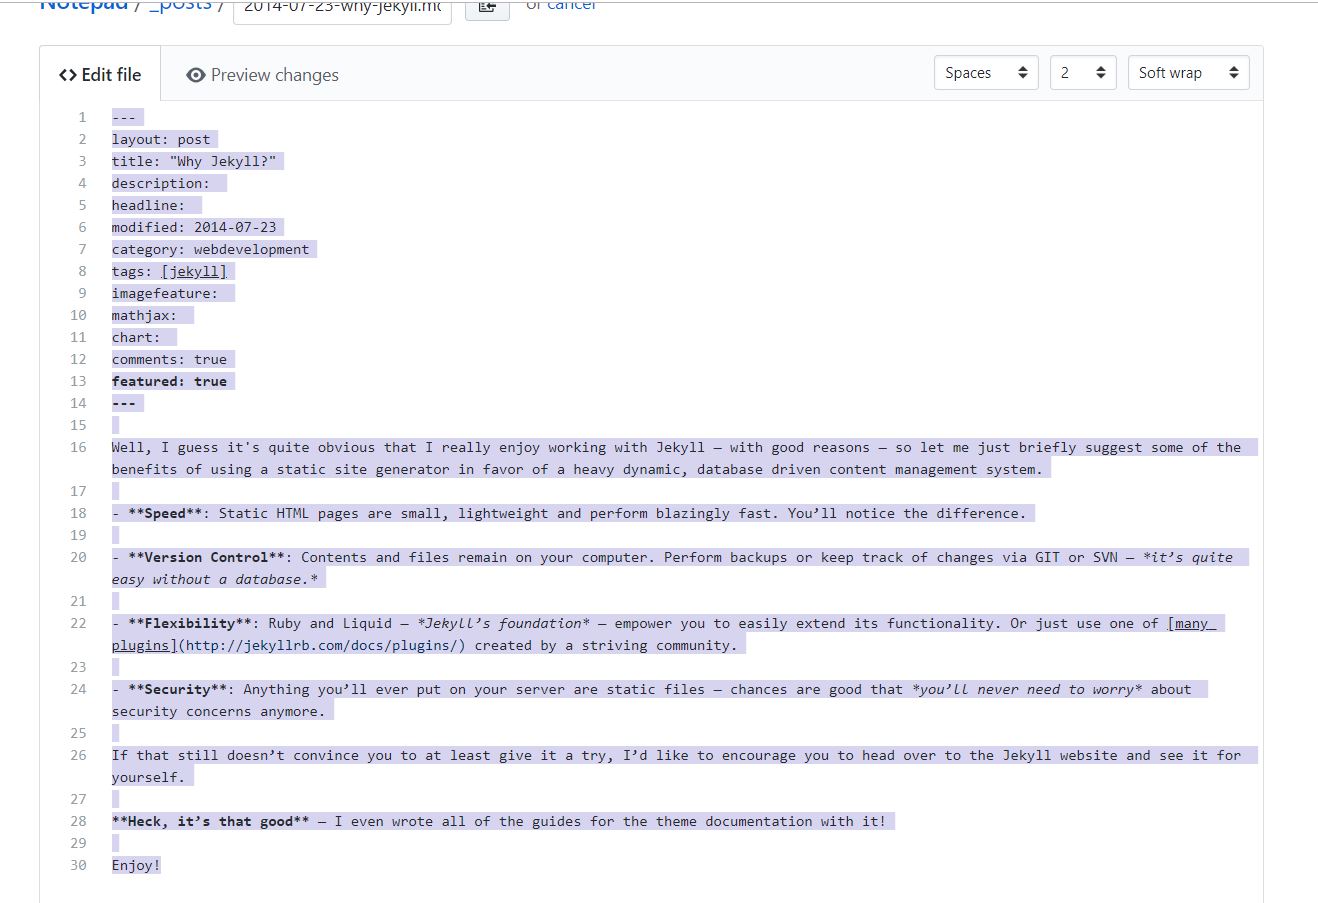 Notepad / _posts / 2014-07-23-why-jekyll.md or cancel
Edit file Preview changes Spaces 2 Soft wrap
1 ---
2 layout: post
3 title: "Why Jekyll?"
4 description:
5 headline:
6 modified: 2014-07-23
7 category: webdevelopment
8 tags: [jekyll]
9 imagefeature:
10 mathjax:
11 chart:
12 comments: true
13 featured: true
14 ---
15
16 Well, I guess it's quite obvious that I really enjoy working with Jekyll — with good reasons — so let me just briefly suggest some of the
benefits of using a static site generator in favor of a heavy dynamic, database driven content management system.
17
18 - **Speed**: Static HTML pages are small, lightweight and perform blazingly fast. You’ll notice the difference.
19
20 - **Version Control**: Contents and files remain on your computer. Perform backups or keep track of changes via GIT or SVN — *it’s quite
easy without a database.*
21
22 - **Flexibility**: Ruby and Liquid — *Jekyll’s foundation* — empower you to easily extend its functionality. Or just use one of [many
plugins](http://jekyllrb.com/docs/plugins/) created by a striving community.
23
24 - **Security**: Anything you’ll ever put on your server are static files — chances are good that *you’ll never need to worry* about
security concerns anymore.
25
26 If that still doesn’t convince you to at least give it a try, I’d like to encourage you to head over to the Jekyll website and see it for
yourself.
27
28 **Heck, it’s that good** — I even wrote all of the guides for the theme documentation with it!
29
30 Enjoy!